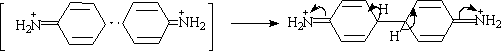 H₂N⁺ · · ⁺NH₂ H₂N⁺ H H ⁺NH₂